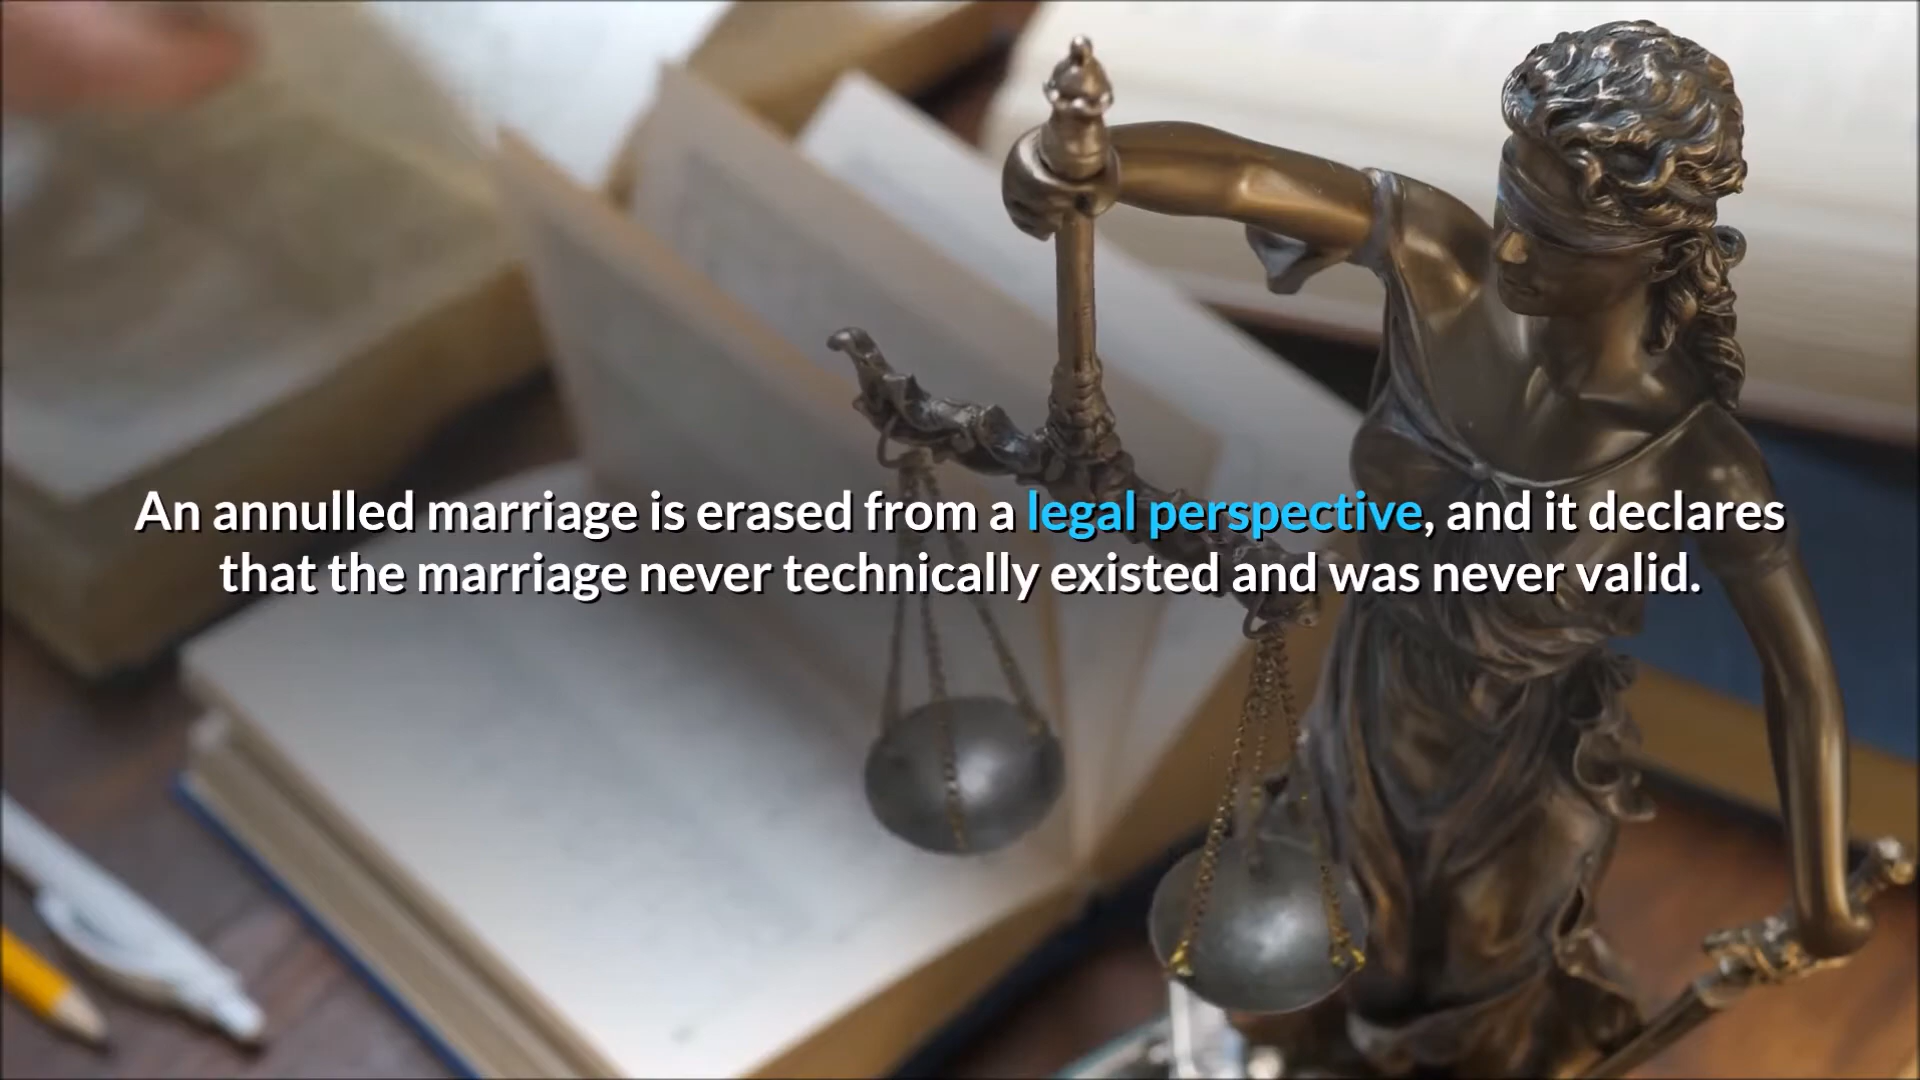 An annulled marriage is erased from a legal perspective, and it declares
that the marriage never technically existed and was never valid.